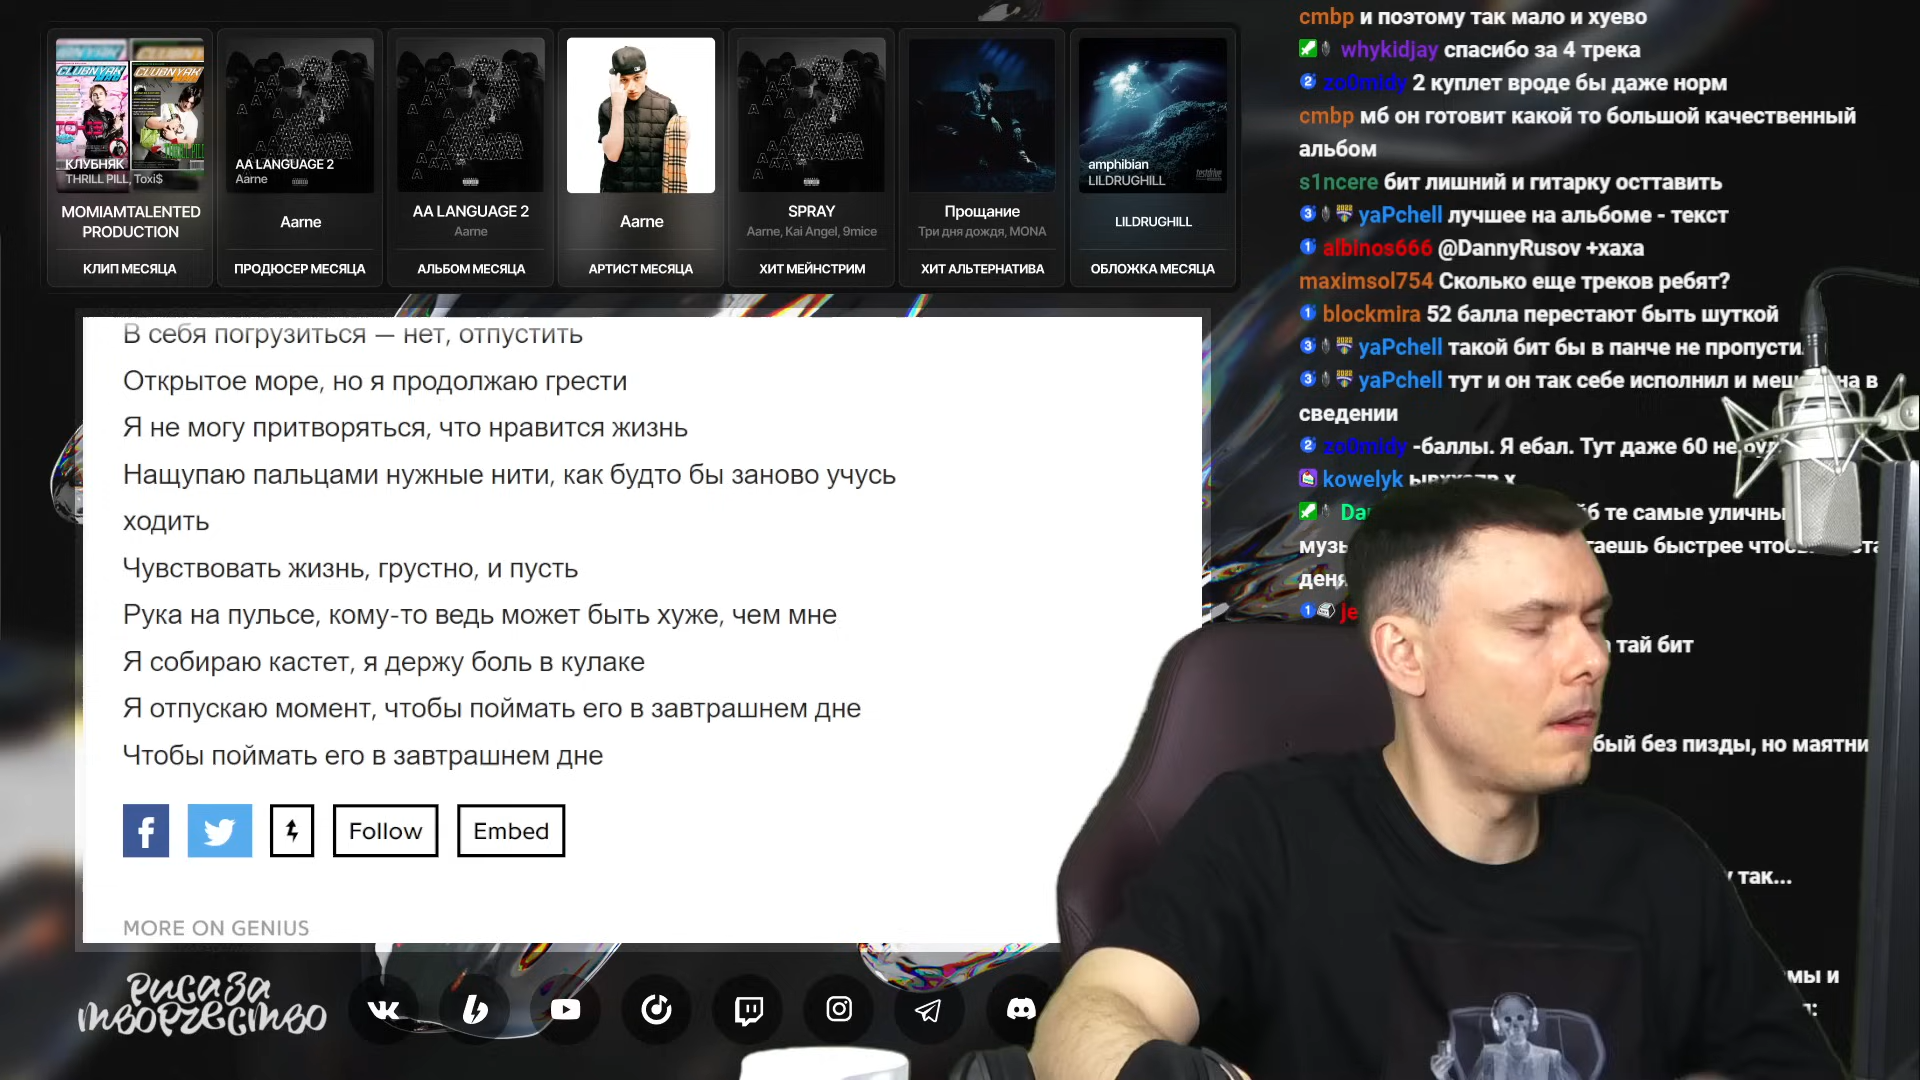 CLUBNYAK
CLUBNYAK
КЛУБНЯК
THRILL PILL, Toxi$
MOMIAMTALENTED
PRODUCTION
КЛИП МЕСЯЦА
AA LANGUAGE 2
Aarne
Aarne
ПРОДЮСЕР МЕСЯЦА
AA LANGUAGE 2
Aarne
АЛЬБОМ МЕСЯЦА
Aarne
АРТИСТ МЕСЯЦА
SPRAY
Aarne, Kai Angel, 9mice
ХИТ МЕЙНСТРИМ
Прощание
Три дня дождя, MONA
ХИТ АЛЬТЕРНАТИВА
amphibian
LILDRUGHILL
LILDRUGHILL
ОБЛОЖКА МЕСЯЦА
В себя погрузиться — нет, отпустить
Открытое море, но я продолжаю грести
Я не могу притворяться, что нравится жизнь
Нащупаю пальцами нужные нити, как будто бы заново учусь
ходить
Чувствовать жизнь, грустно, и пусть
Рука на пульсе, кому-то ведь может быть хуже, чем мне
Я собираю кастет, я держу боль в кулаке
Я отпускаю момент, чтобы поймать его в завтрашнем дне
Чтобы поймать его в завтрашнем дне
Follow
Embed
MORE ON GENIUS
РИСАЗА
ТВОРЧЕСТВО
cmbp и поэтому так мало и хуево
whykidjay спасибо за 4 трека
zo0midy 2 куплет вроде бы даже норм
cmbp мб он готовит какой то большой качественный
альбом
s1ncere бит лишний и гитарку осттавить
yaPchell лучшее на альбоме - текст
albinos666 @DannyRusov +хаха
maximsol754 Сколько еще треков ребят?
blockmira 52 балла перестают быть шуткой
yaPchell такой бит бы в панче не пропусти
yaPchell тут и он так себе исполнил и на в
сведении
zo0midy -баллы. Я ебал. Тут даже 60 не
kowelyk
те самые
быстрее
тай бит
без пизды, но
так...